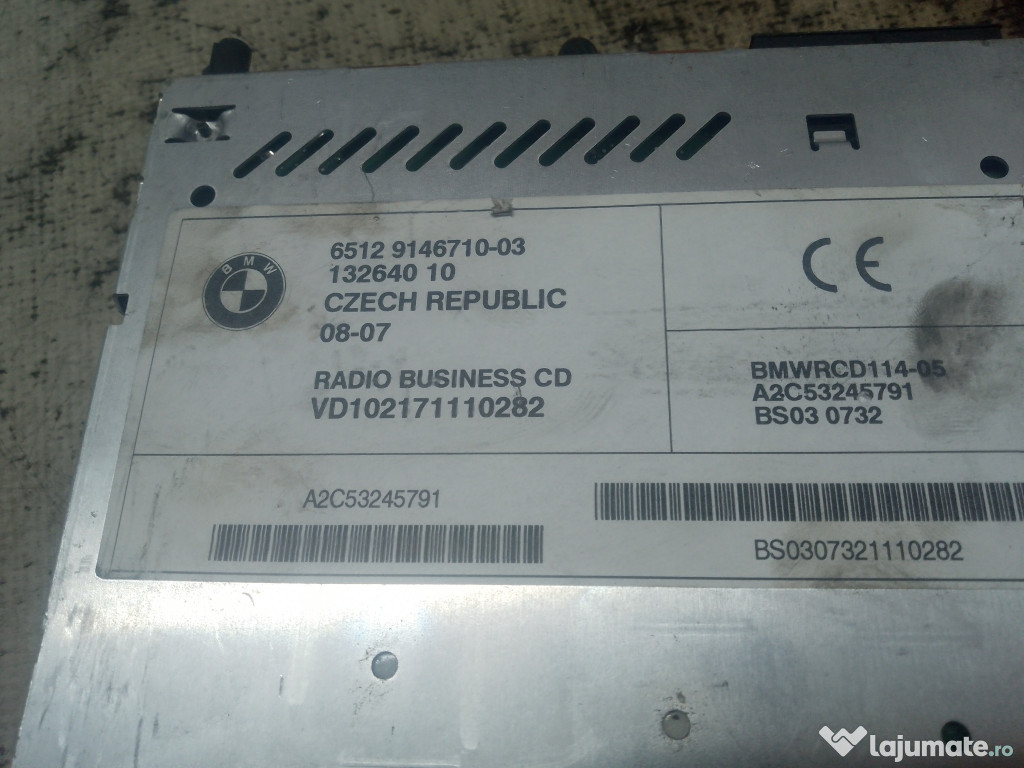 BMW
6512 9146710-03
132640 10
CZECH REPUBLIC
08-07
RADIO BUSINESS CD
VD102171110282
CE
BMWRCD114-05
A2C53245791
BS03 0732
A2C53245791
BS0307321110282
lajumate.ro